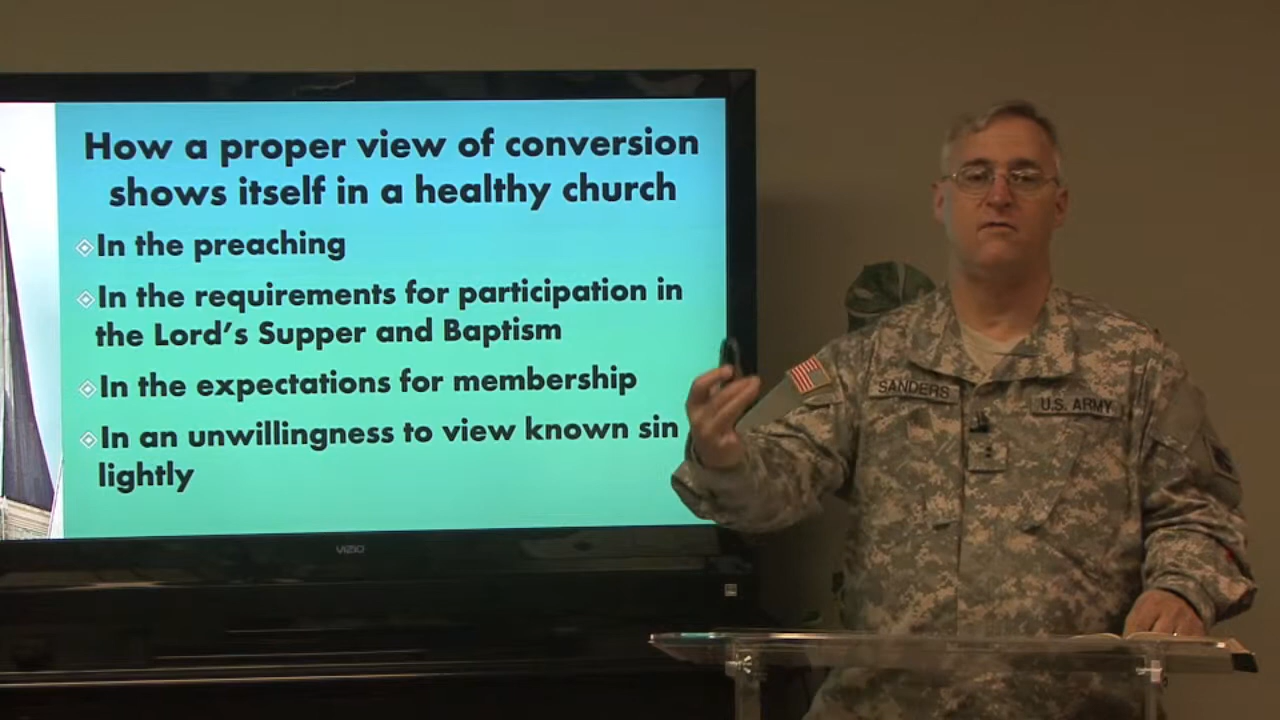 How a proper view of conversion
shows itself in a healthy church
In the preaching
In the requirements for participation in
the Lord's Supper and Baptism
In the expectations for membership
In an unwillingness to view known sin
lightly
VIZIO
SANDERS
U.S. ARMY